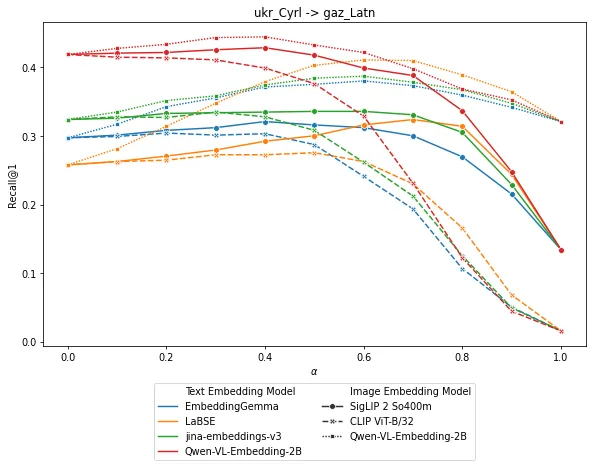 ukr_Cyrl -> gaz_Latn
Recall@1
0.4
0.3
0.2
0.1
0.0
0.0 0.2 0.4 0.6 0.8 1.0
α
Text Embedding Model Image Embedding Model
EmbeddingGemma SigLIP 2 So400m
LaBSE CLIP ViT-B/32
jina-embeddings-v3 Qwen-VL-Embedding-2B
Qwen-VL-Embedding-2B